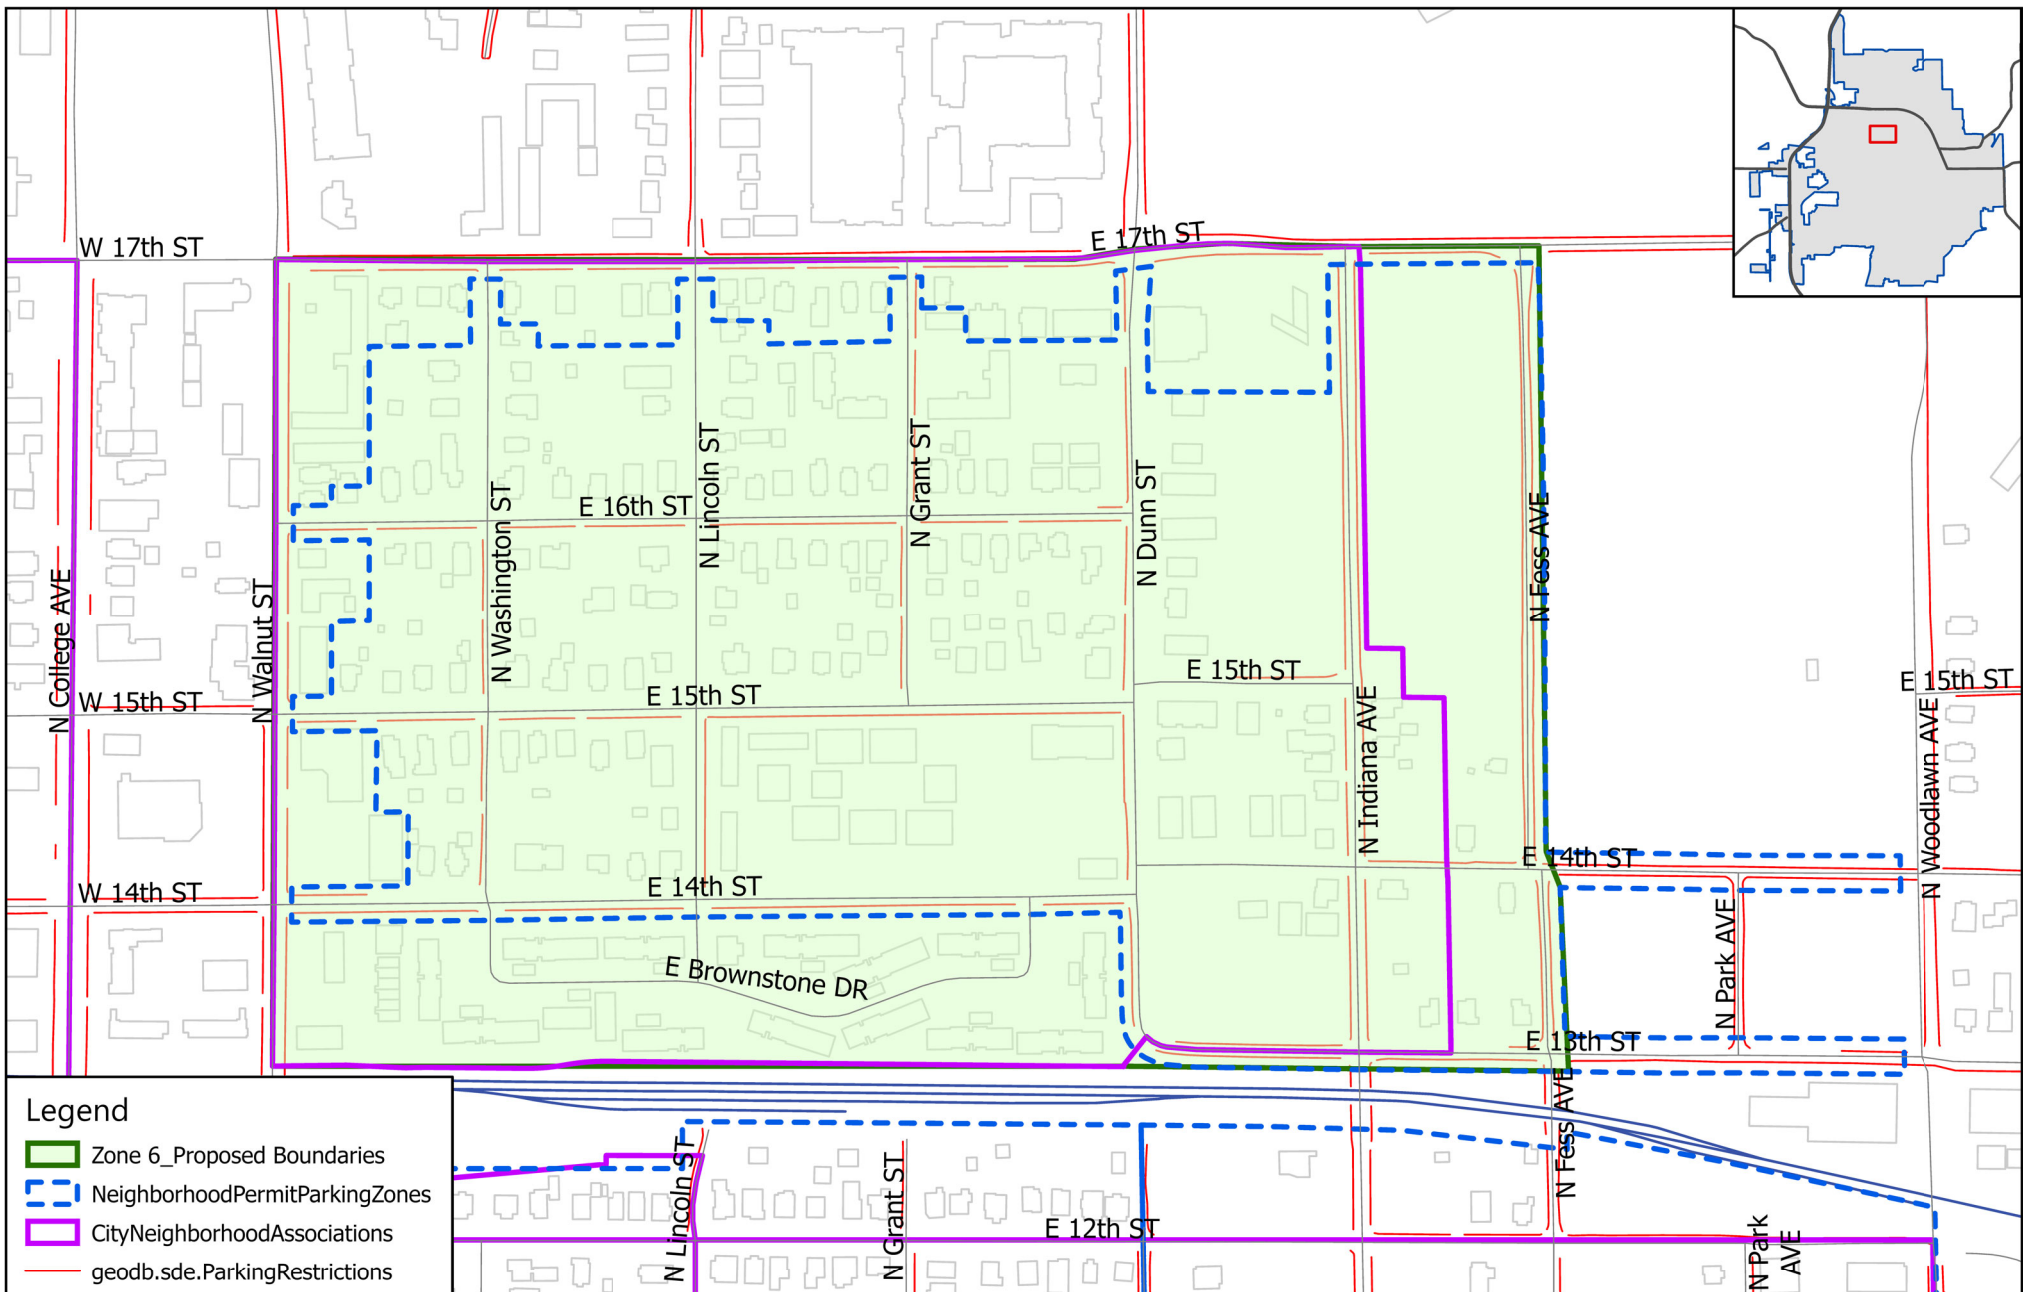 W 17th ST
E 17th ST
N College AVE
N Walnut ST
N Washington ST
N Lincoln ST
N Grant ST
N Dunn ST
N Indiana AVE
N Fess AVE
N Woodlawn AVE
E 16th ST
W 15th ST
E 15th ST
E 15th ST
E 15th ST
W 14th ST
E 14th ST
E 14th ST
E Brownstone DR
N Park AVE
E 13th ST
N Fess AVE
N Lincoln ST
N Grant ST
E 12th ST
N Park
AVE
Legend
Zone 6_Proposed Boundaries
NeighborhoodPermitParkingZones
CityNeighborhoodAssociations
geodb.sde.ParkingRestrictions